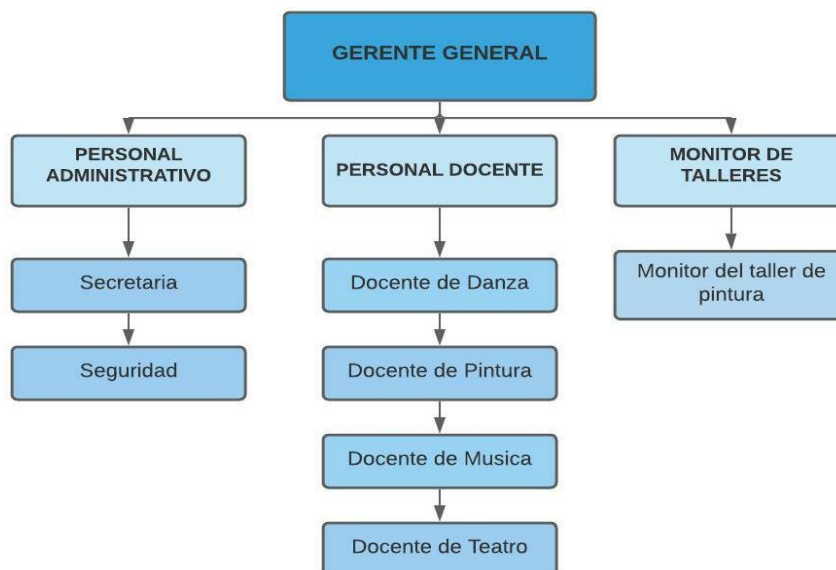 GERENTE GENERAL
PERSONAL
ADMINISTRATIVO
PERSONAL DOCENTE
MONITOR DE
TALLERES
Secretaria
Docente de Danza
Monitor del taller de
pintura
Seguridad
Docente de Pintura
Docente de Musica
Docente de Teatro